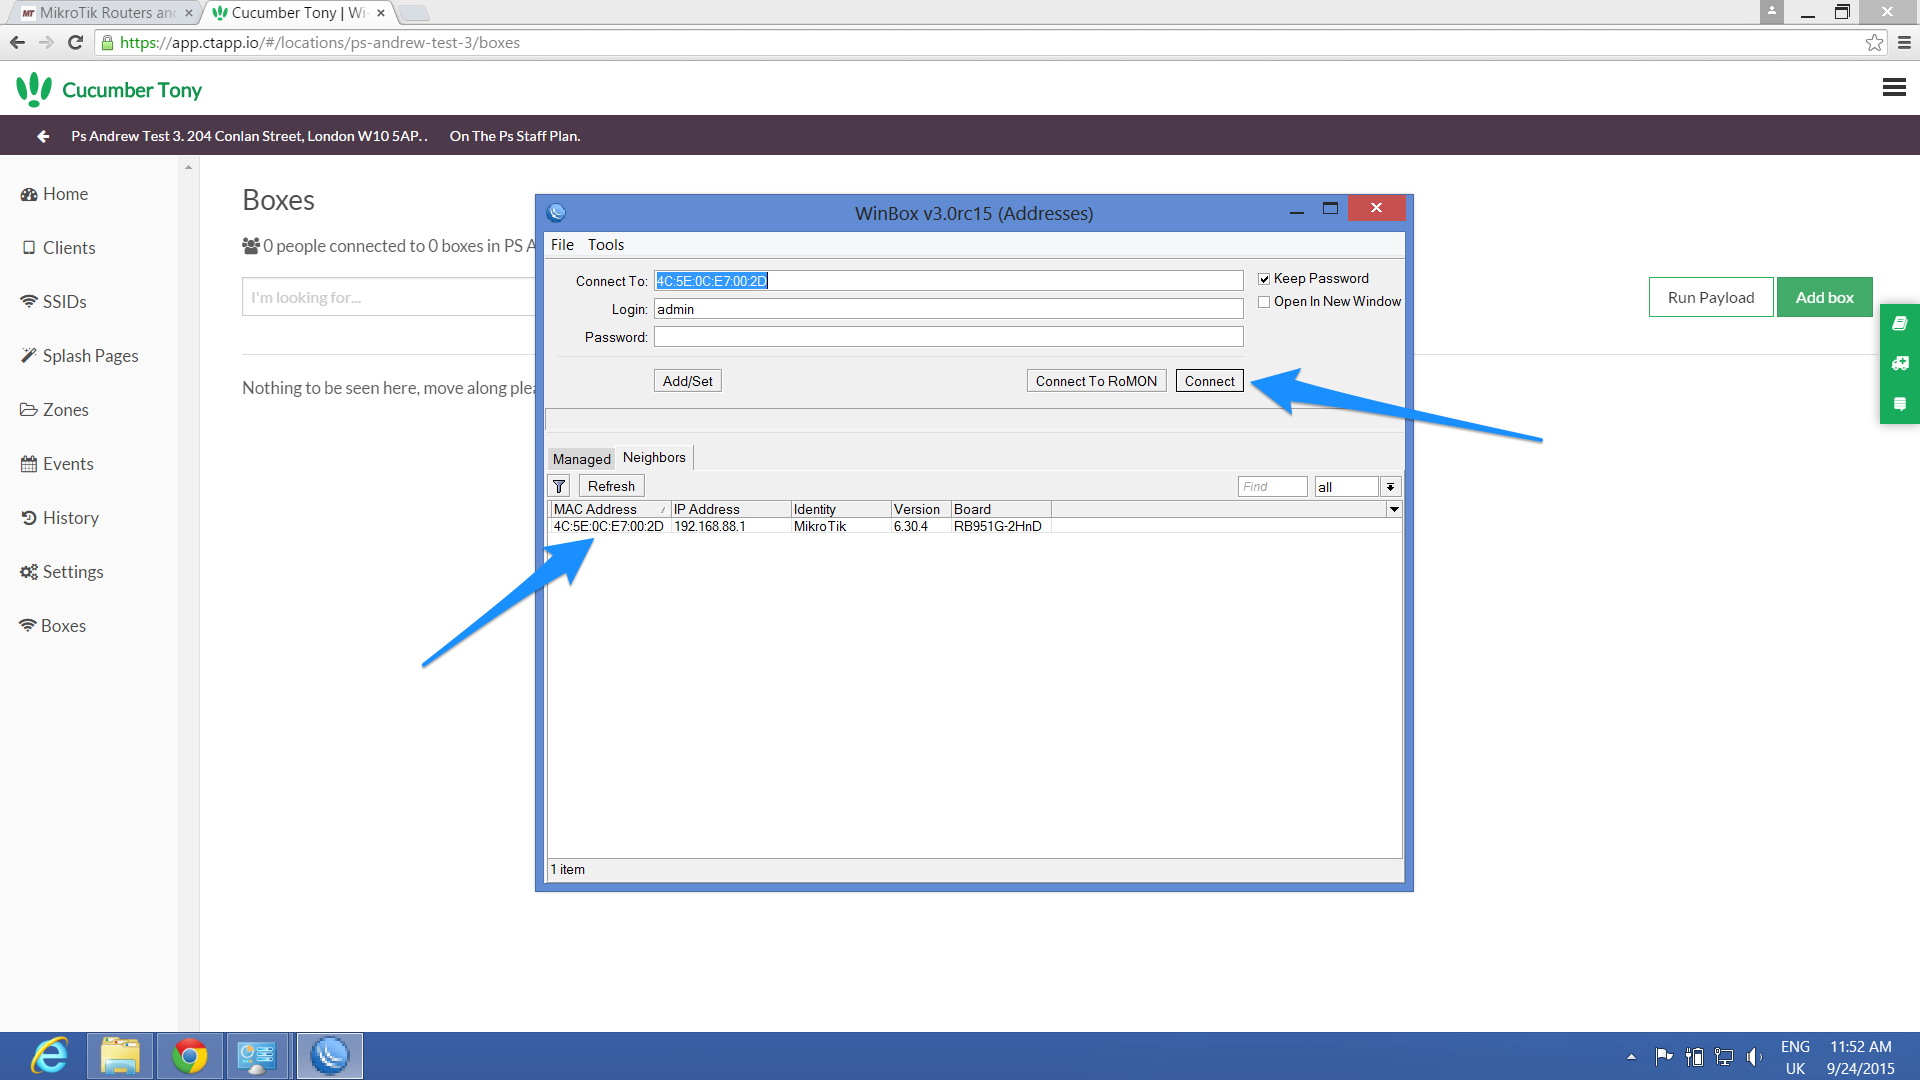 MikroTik Routers and
Cucumber Tony | Wi-
https://app.ctapp.io/#/locations/ps-andrew-test-3/boxes
Cucumber Tony
Ps Andrew Test 3. 204 Conlan Street, London W10 5AP. . On The Ps Staff Plan.
Home
Clients
SSIDs
Splash Pages
Zones
Events
History
Settings
Boxes
Boxes
0 people connected to 0 boxes in PS A
I'm looking for...
Run Payload
Add box
Nothing to be seen here, move along plea
WinBox v3.0rc15 (Addresses)
File Tools
Connect To: 4C:5E:0C:E7:00:2D
Keep Password
Login: admin
Open In New Window
Password:
Add/Set
Connect To RoMON
Connect
Managed
Neighbors
Refresh
Find
all
MAC Address IP Address Identity Version Board
4C:5E:0C:E7:00:2D 192.168.88.1 MikroTik 6.30.4 RB951G-2HnD
1 item
ENG 11:52 AM
UK 9/24/2015